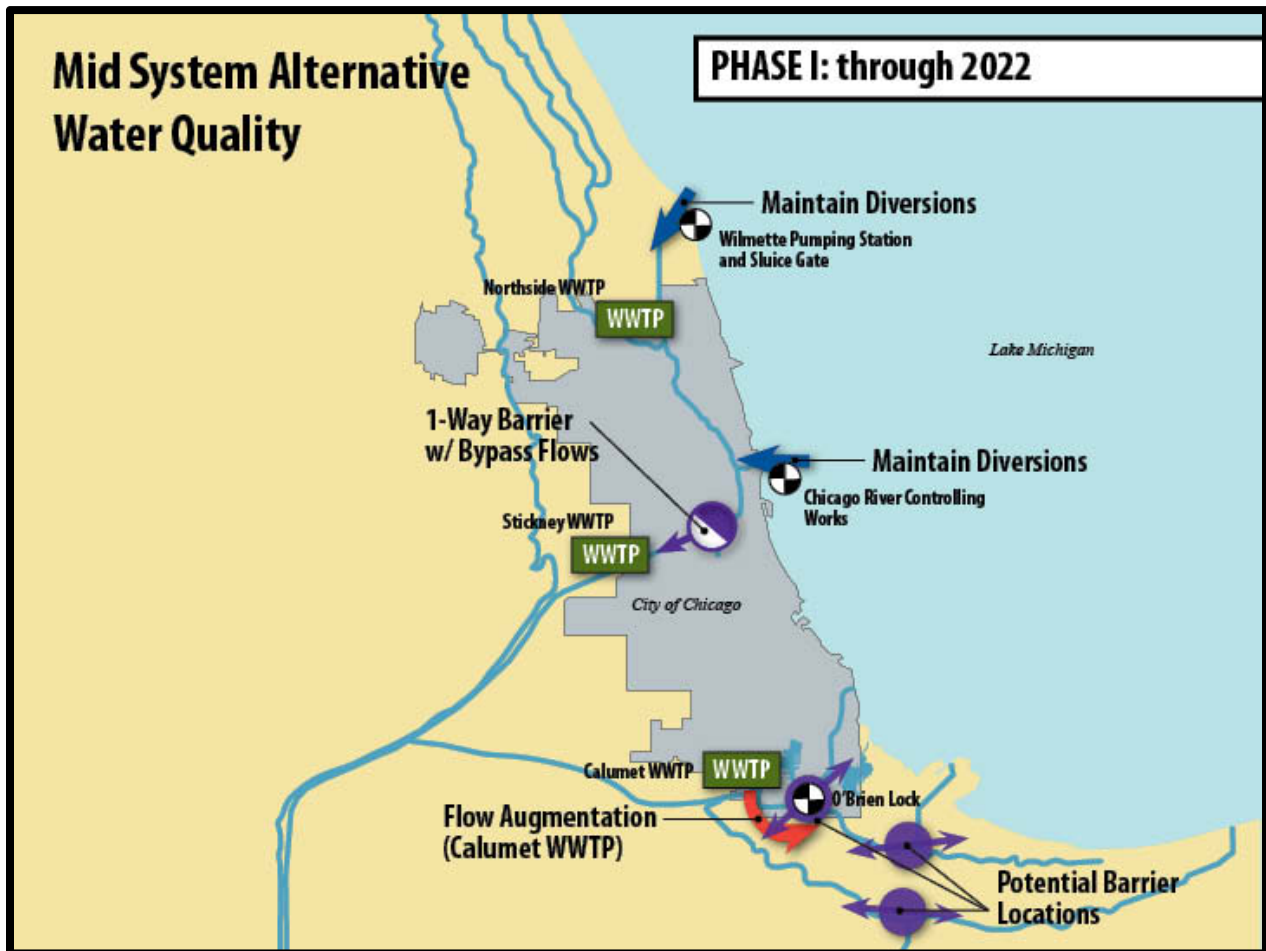 Mid System Alternative
Water Quality
PHASE I: through 2022
Maintain Diversions
Wilmette Pumping Station
and Sluice Gate
Northside WWTP
WWTP
Lake Michigan
1-Way Barrier
w/ Bypass Flows
Maintain Diversions
Chicago River Controlling
Works
Stickney WWTP
WWTP
City of Chicago
Calumet WWTP
WWTP
O'Brien Lock
Flow Augmentation
(Calumet WWTP)
Potential Barrier
Locations